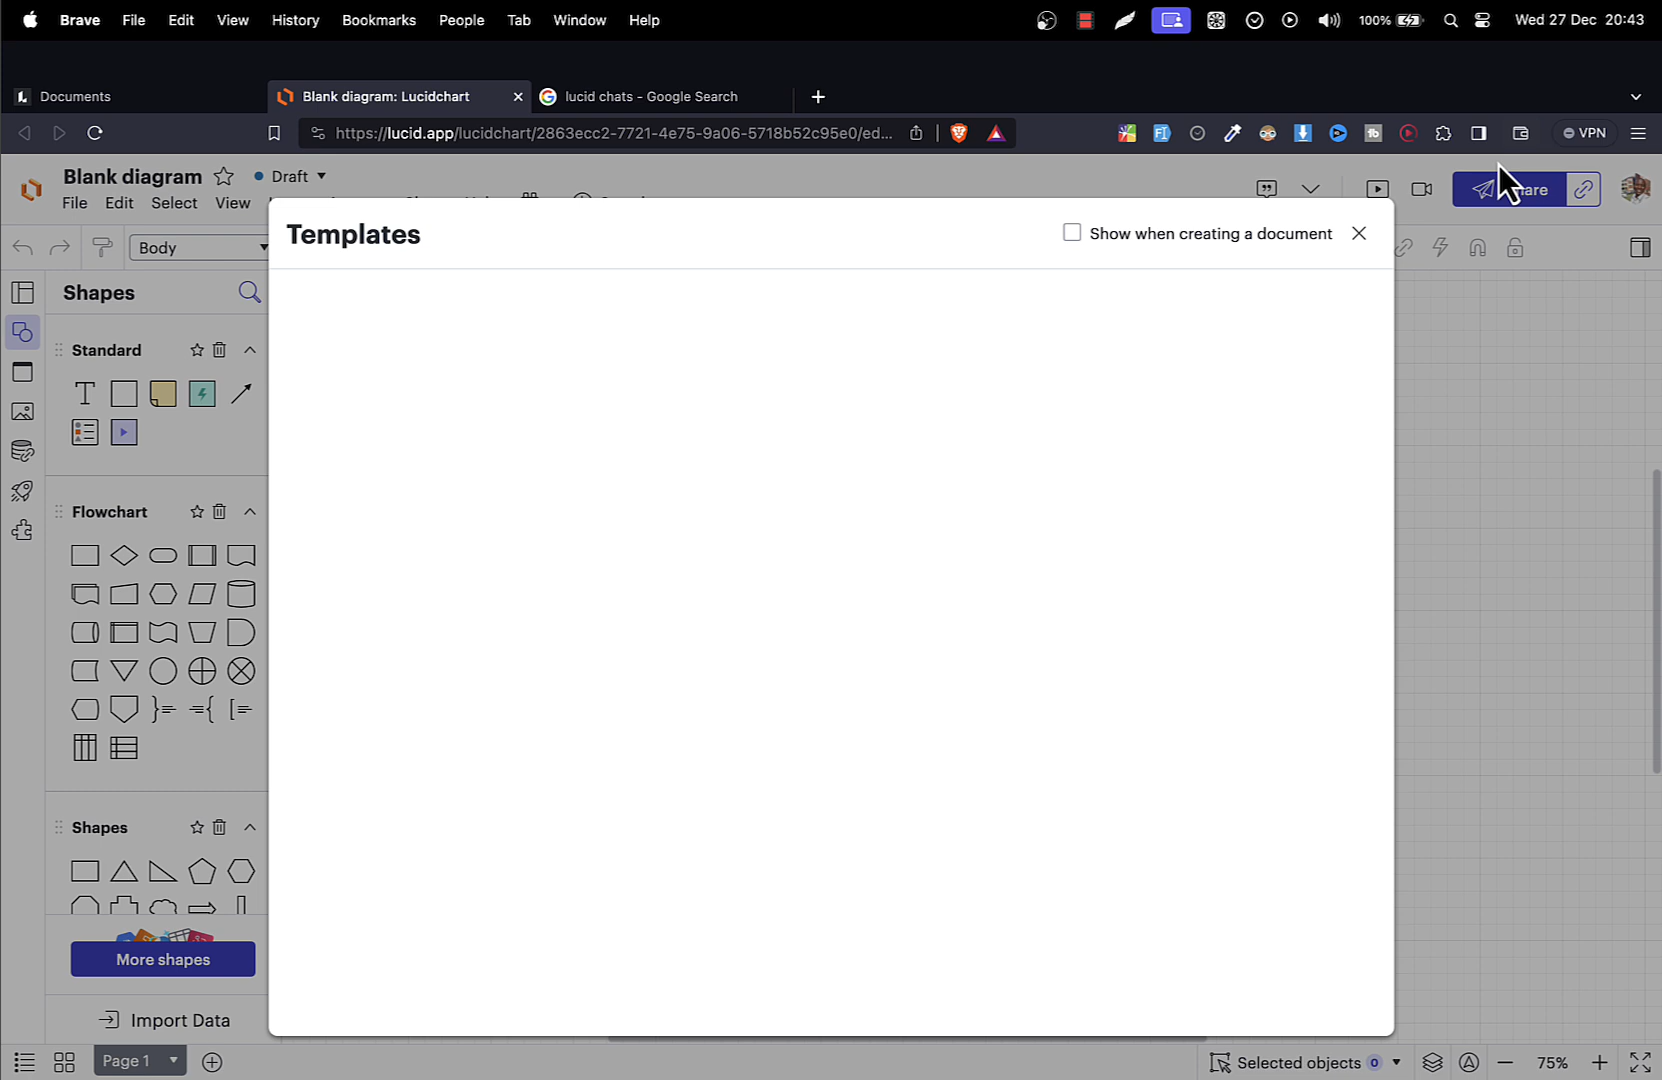 Brave File Edit View History Bookmarks People Tab Window Help 100% Wed 27 Dec 20:43
Documents Blank diagram: Lucidchart lucid chats - Google Search
https://lucid.app/lucidchart/2863ecc2-7721-4e75-9a06-5718b52c95e0/ed... VPN
Blank diagram Draft
File Edit Select View
Body
Templates Show when creating a document
Shapes
Standard
T
Flowchart
Shapes
More shapes
Import Data
Page 1 Selected objects 0 75%